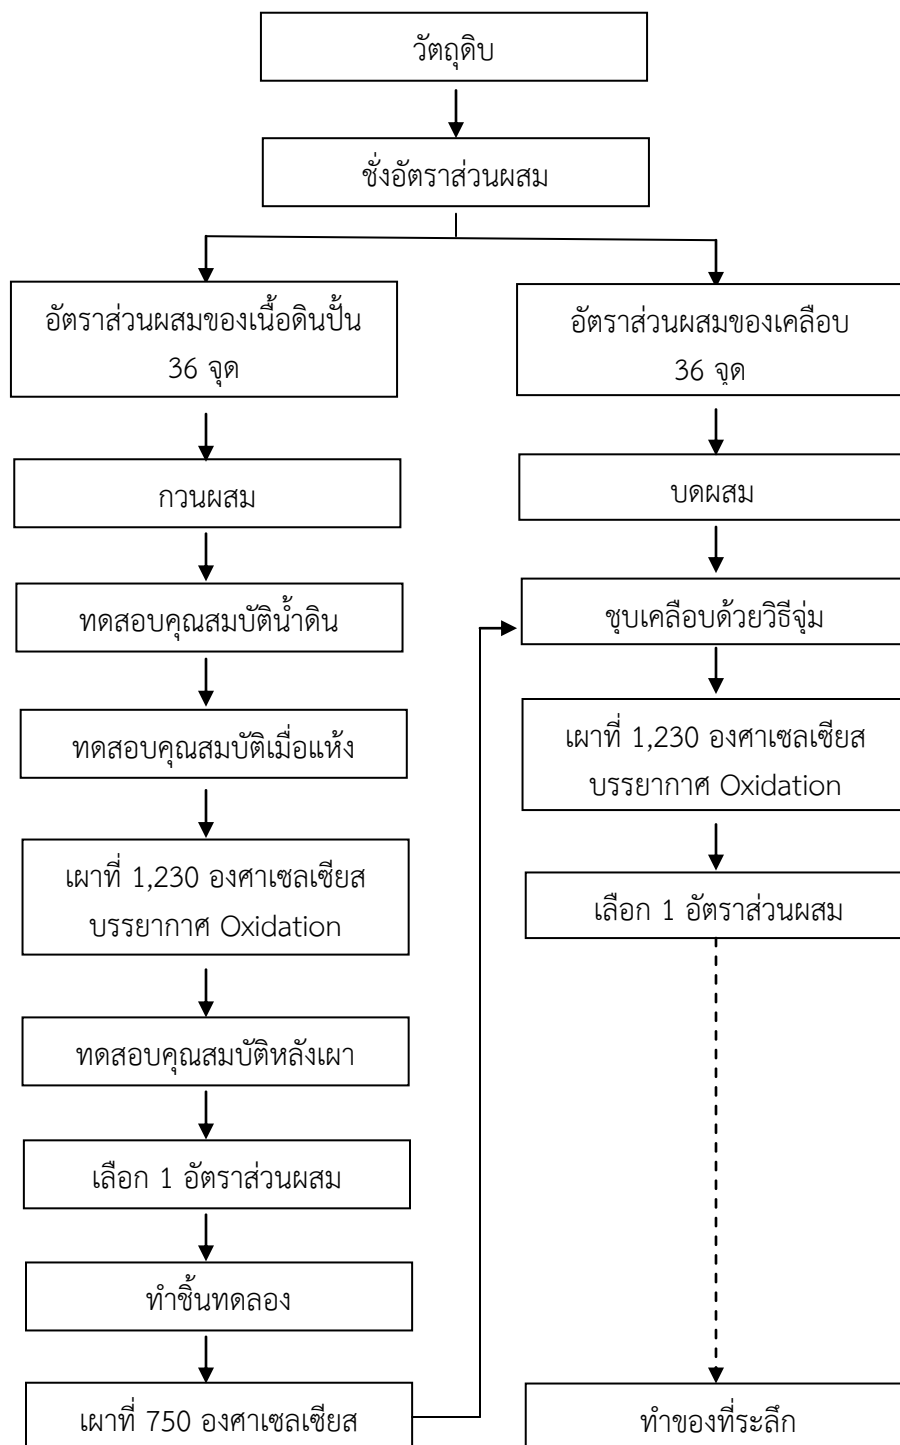 วัตถุดิบ
ชั่งอัตราส่วนผสม
อัตราส่วนผสมของเนื้อดินปั้น
36 จุด
กวนผสม
ทดสอบคุณสมบัติน้ำดิน
ทดสอบคุณสมบัติเมื่อแห้ง
เผาที่ 1,230 องศาเซลเซียส
บรรยากาศ Oxidation
ทดสอบคุณสมบัติหลังเผา
เลือก 1 อัตราส่วนผสม
ทำชิ้นทดลอง
เผาที่ 750 องศาเซลเซียส
อัตราส่วนผสมของเคลือบ
36 จุด
บดผสม
ชุบเคลือบด้วยวิธีจุ่ม
เผาที่ 1,230 องศาเซลเซียส
บรรยากาศ Oxidation
เลือก 1 อัตราส่วนผสม
ทำของที่ระลึก